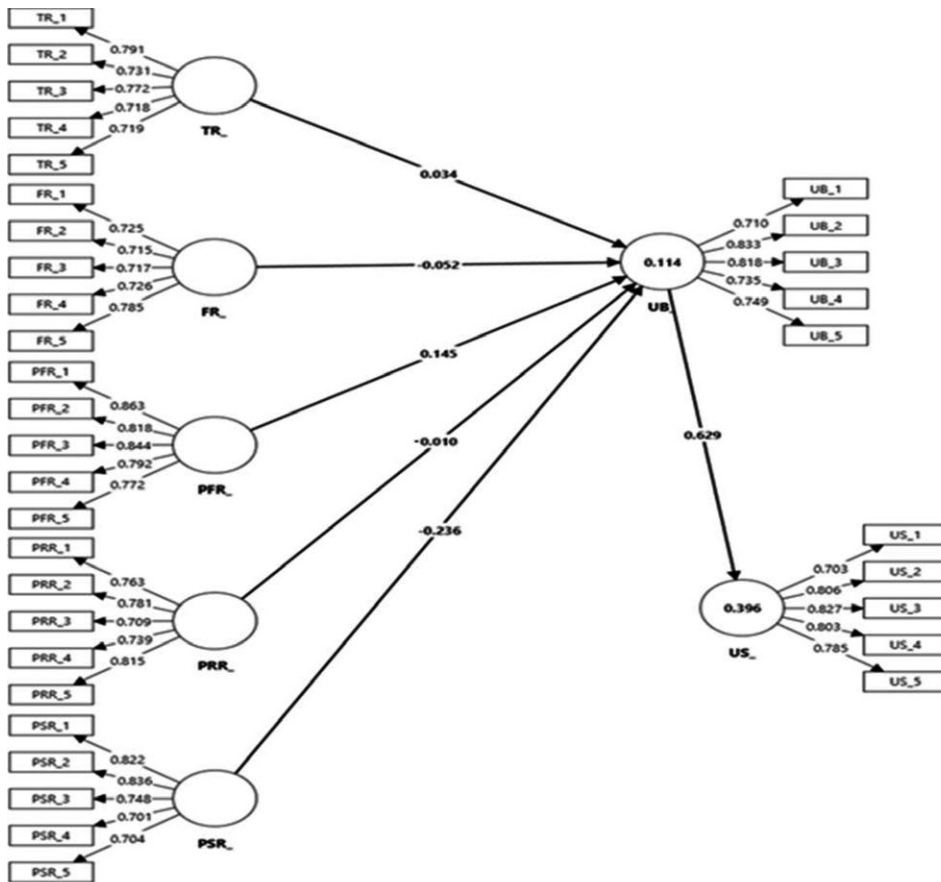 TR_1
0.791
TR_2
0.731
TR_3
0.772
TR_4
0.718
0.719
TR_5
TR_
FR_1
0.725
FR_2
0.715
FR_3
0.717
FR_4
0.726
0.785
FR_5
FR_
PFR_1
0.863
PFR_2
0.818
PFR_3
0.844
PFR_4
0.792
0.772
PFR_5
PFR_
PRR_1
0.763
PRR_2
0.781
PRR_3
0.709
PRR_4
0.739
0.815
PRR_5
PRR_
PSR_1
0.822
PSR_2
0.836
PSR_3
0.748
PSR_4
0.701
0.704
PSR_5
PSR_
0.034
-0.052
0.145
-0.010
-0.236
0.114
UB_
UB_1
0.710
UB_2
0.833
UB_3
0.818
UB_4
0.735
0.749
UB_5
0.629
0.396
US_
US_1
0.703
US_2
0.806
US_3
0.827
US_4
0.803
0.785
US_5